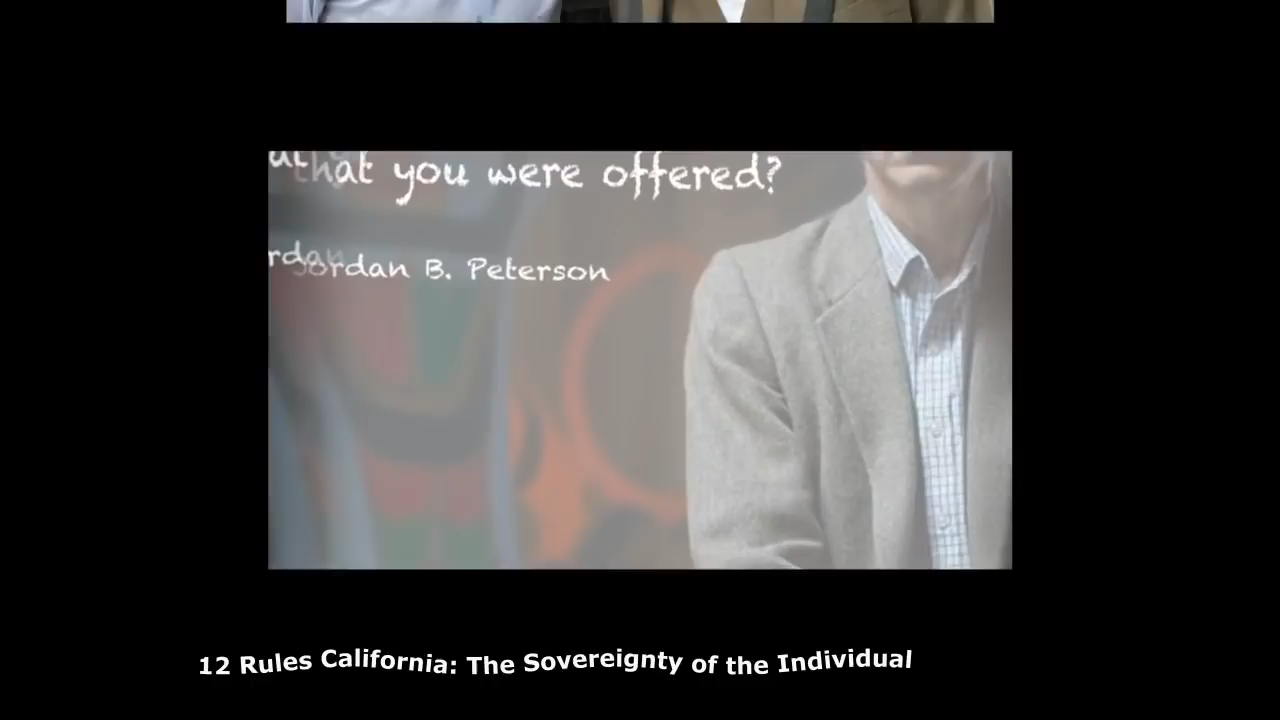 that you were offered?
Jordan B. Peterson
12 Rules California: The Sovereignty of the Individual